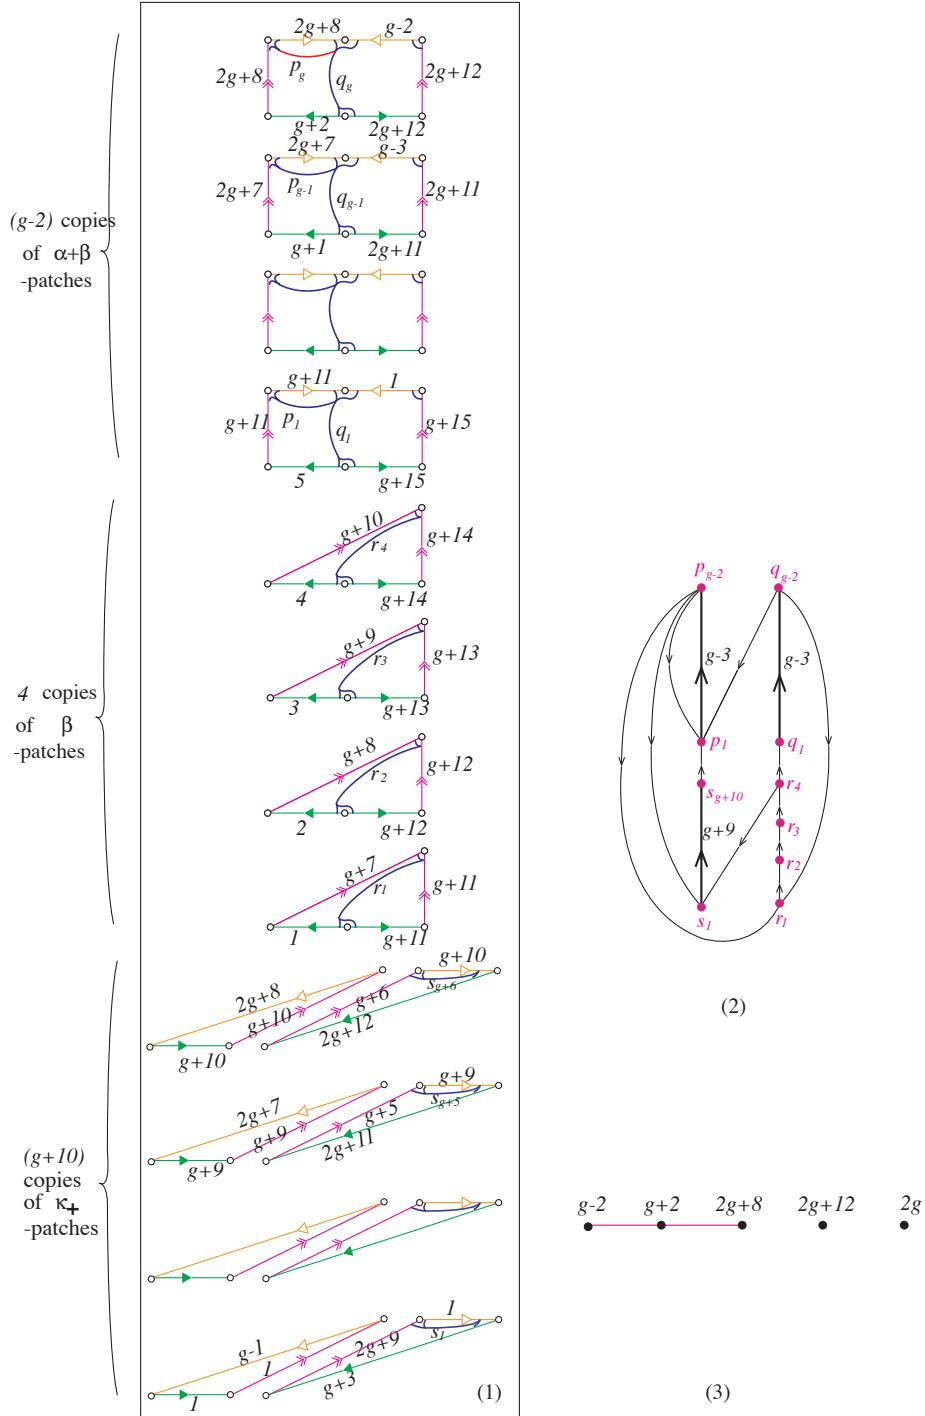 2g+8 g-2
2g+8 p_g q_g 2g+12
g+2 2g+12
2g+7 g-3
2g+7 p_{g-1} q_{g-1} 2g+11
g+1 2g+11
(g-2) copies
of α+β
-patches
g+11 1
g+11 p_1 q_1 g+15
5 g+15
g+10 r_4 g+14
4 g+14
g+9 r_3 g+13
3 g+13
4 copies
of β
-patches
g+8 r_2 g+12
2 g+12
g+7 r_1 g+11
1 g+11
g+10
2g+8 g+10 g+6 s_{g+6}
g+10 2g+12
g+9
2g+7 g+9 g+5 s_{g+5}
g+9 2g+11
(g+10)
copies
of κ_+
-patches
1
g-1 1 2g+9 s_1
1 g+3
(1)
p_{g-2} q_{g-2}
g-3 g-3
p_1 q_1
s_{g+10} r_4
g+9 r_3
r_2
s_1 r_1
(2)
g-2 g+2 2g+8 2g+12 2g
(3)